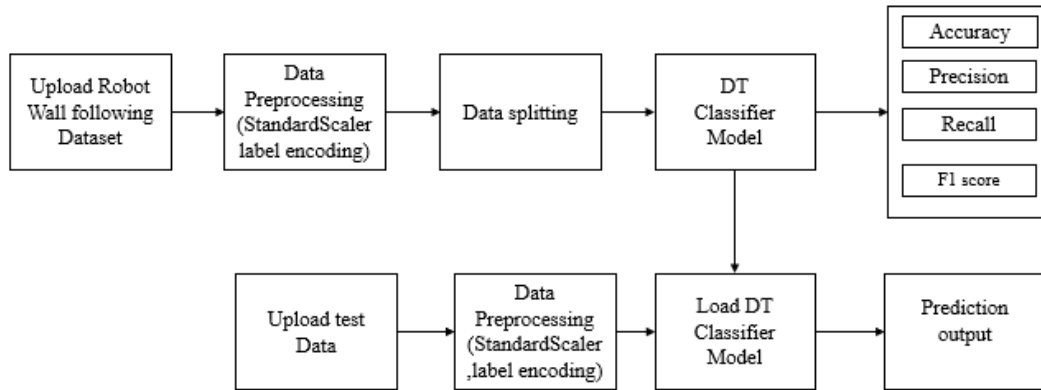 Upload Robot
Wall following
Dataset
Data
Preprocessing
(StandardScaler
label encoding)
Data splitting
DT
Classifier
Model
Accuracy
Precision
Recall
F1 score
Upload test
Data
Data
Preprocessing
(StandardScaler
,label encoding)
Load DT
Classifier
Model
Prediction
output